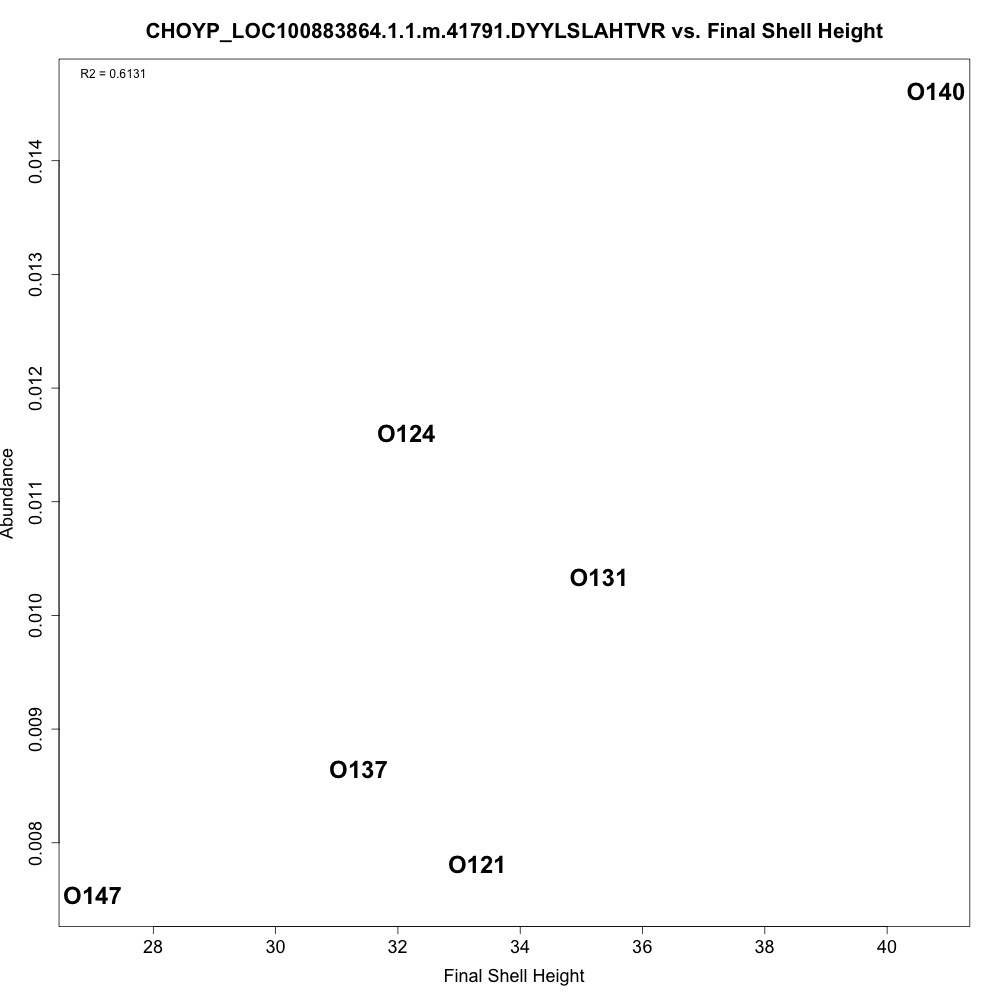 CHOYP_LOC100883864.1.1.m.41791.DYYLSLAHTVR vs. Final Shell Height
R2 = 0.6131
O140
0.014
0.013
0.012
O124
Abundance
0.011
O131
0.010
0.009
O137
0.008
O121
O147
28 30 32 34 36 38 40
Final Shell Height